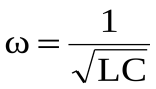 ω = 1 / √LC